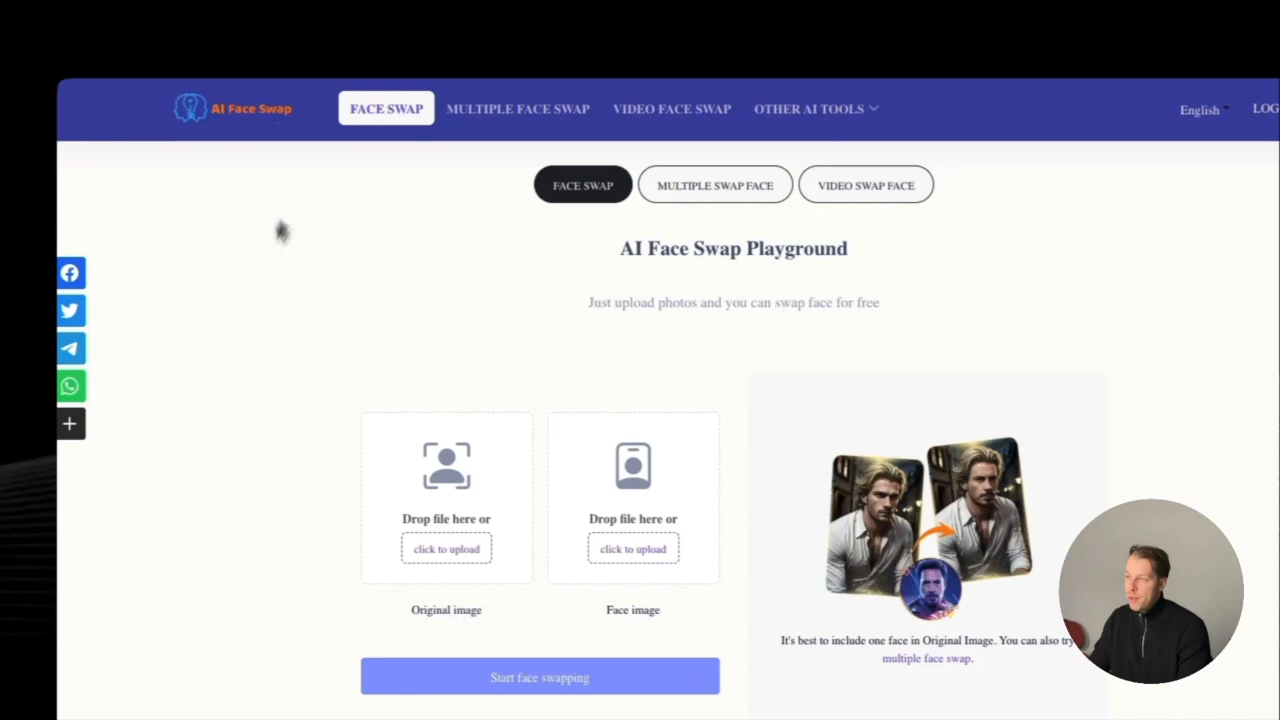 AI Face Swap
FACE SWAP
MULTIPLE FACE SWAP
VIDEO FACE SWAP
OTHER AI TOOLS
English
LOG
FACE SWAP
MULTIPLE SWAP FACE
VIDEO SWAP FACE
AI Face Swap Playground
Just upload photos and you can swap face for free
Drop file here or
click to upload
Original image
Drop file here or
click to upload
Face image
Start face swapping
It's best to include one face in Original Image. You can also try
multiple face swap.